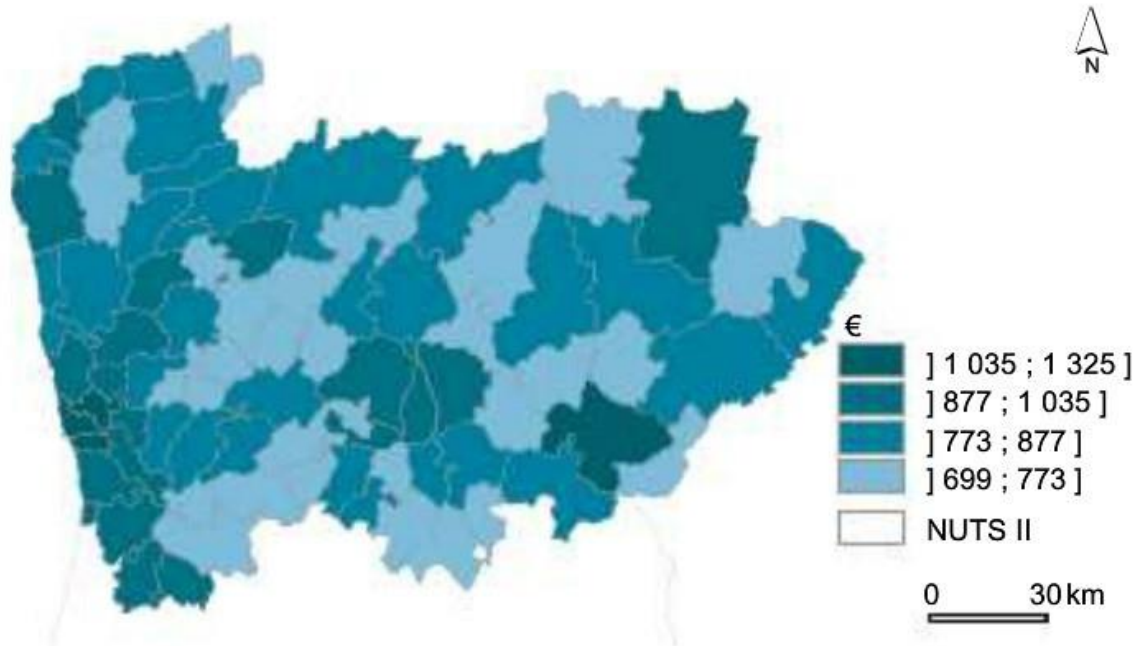 N
€
] 1 035 ; 1 325 ]
] 877 ; 1 035 ]
] 773 ; 877 ]
] 699 ; 773 ]
NUTS II
0 30 km